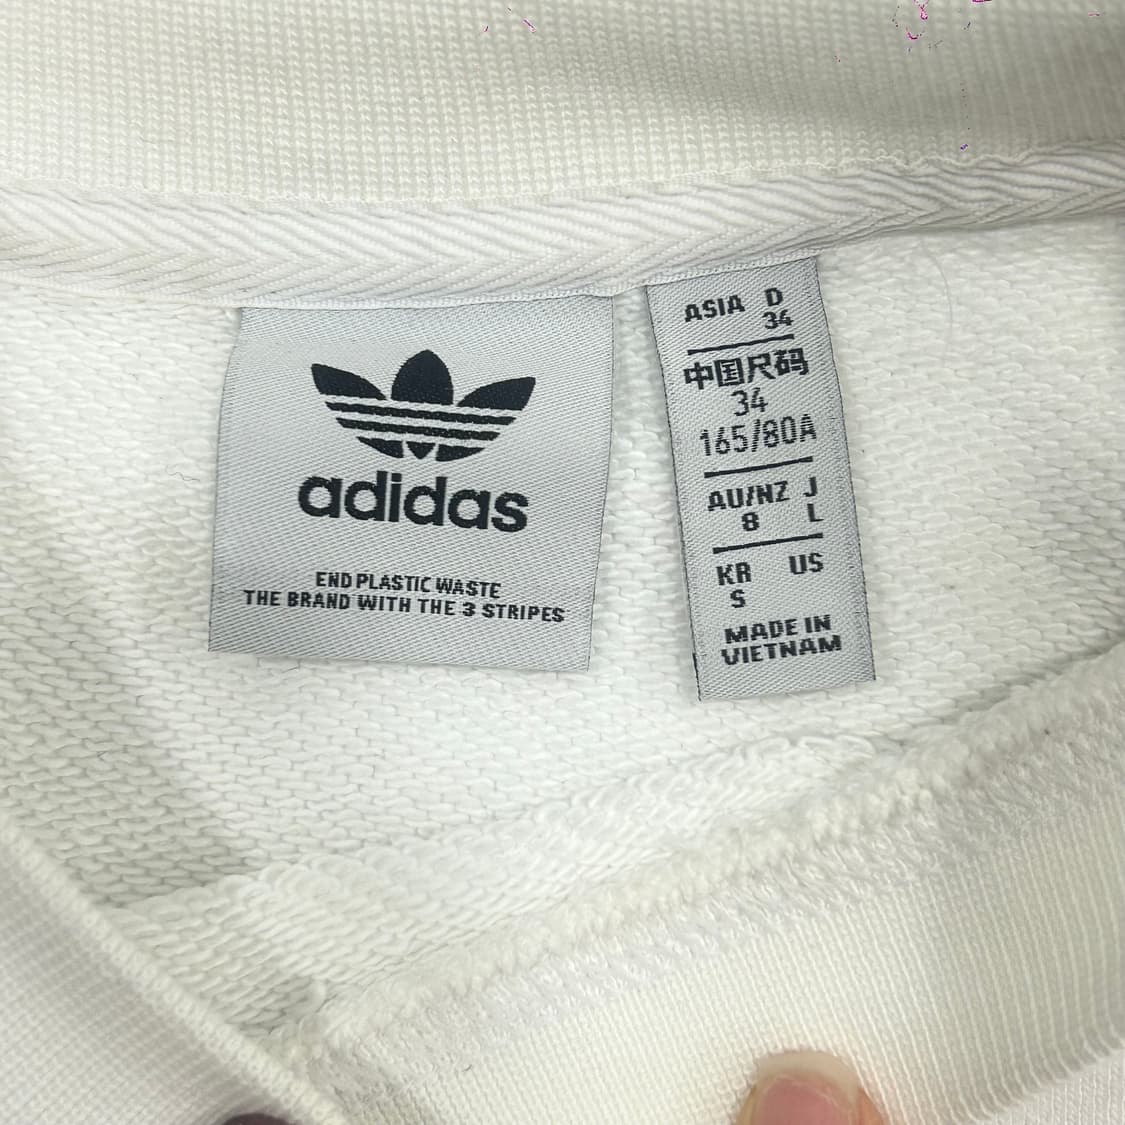 adidas
END PLASTIC WASTE
THE BRAND WITH THE 3 STRIPES
ASIA D
34
中国尺码
34
165/80A
AU/NZ J
8 L
KR US
S
MADE IN
VIETNAM